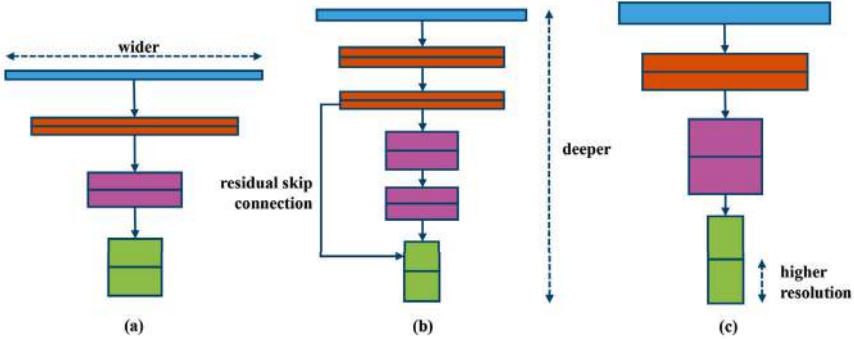 wider
residual skip
connection
deeper
higher
resolution
(a)
(b)
(c)